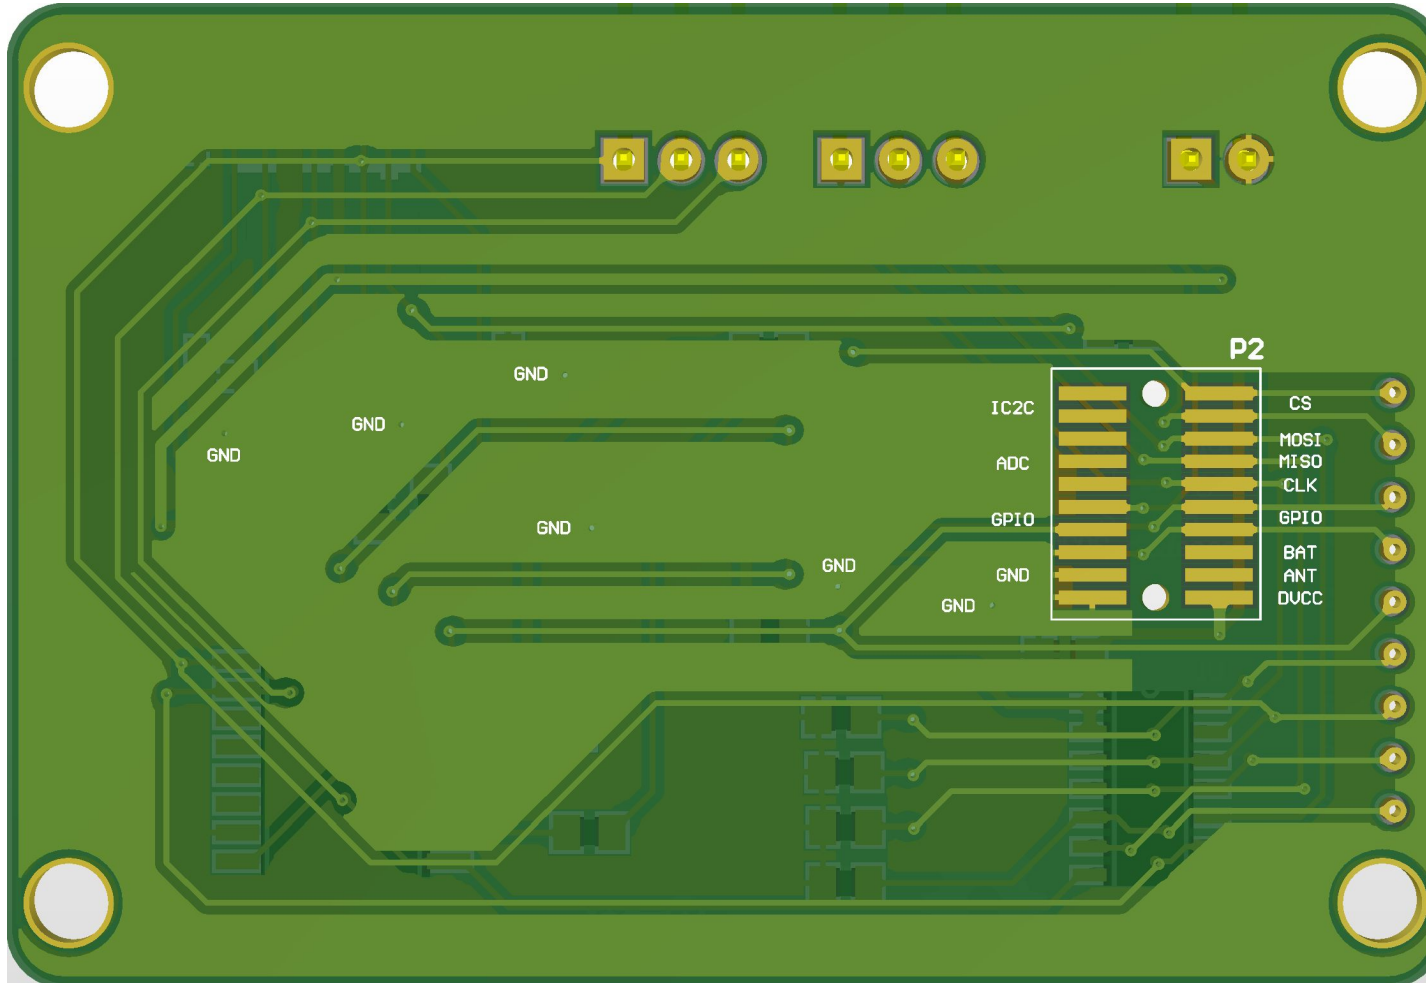 P2
IC2C
CS
MOSI
ADC
MISO
CLK
GPIO
GPIO
BAT
GND
ANT
DVCC
GND
GND
GND
GND
GND
GND